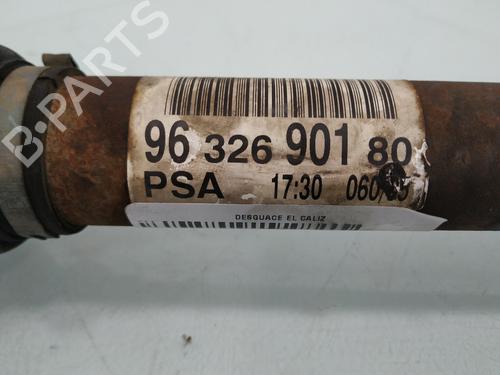 B-PARTS
96 326 901 80
PSA 17:30
DESGUACE EL CALIZ